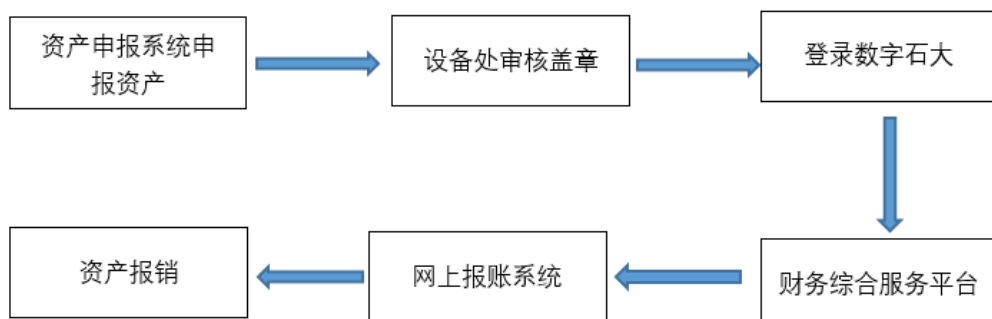 资产申报系统申
报资产
设备处审核盖章
登录数字石大
财务综合服务平台
网上报账系统
资产报销